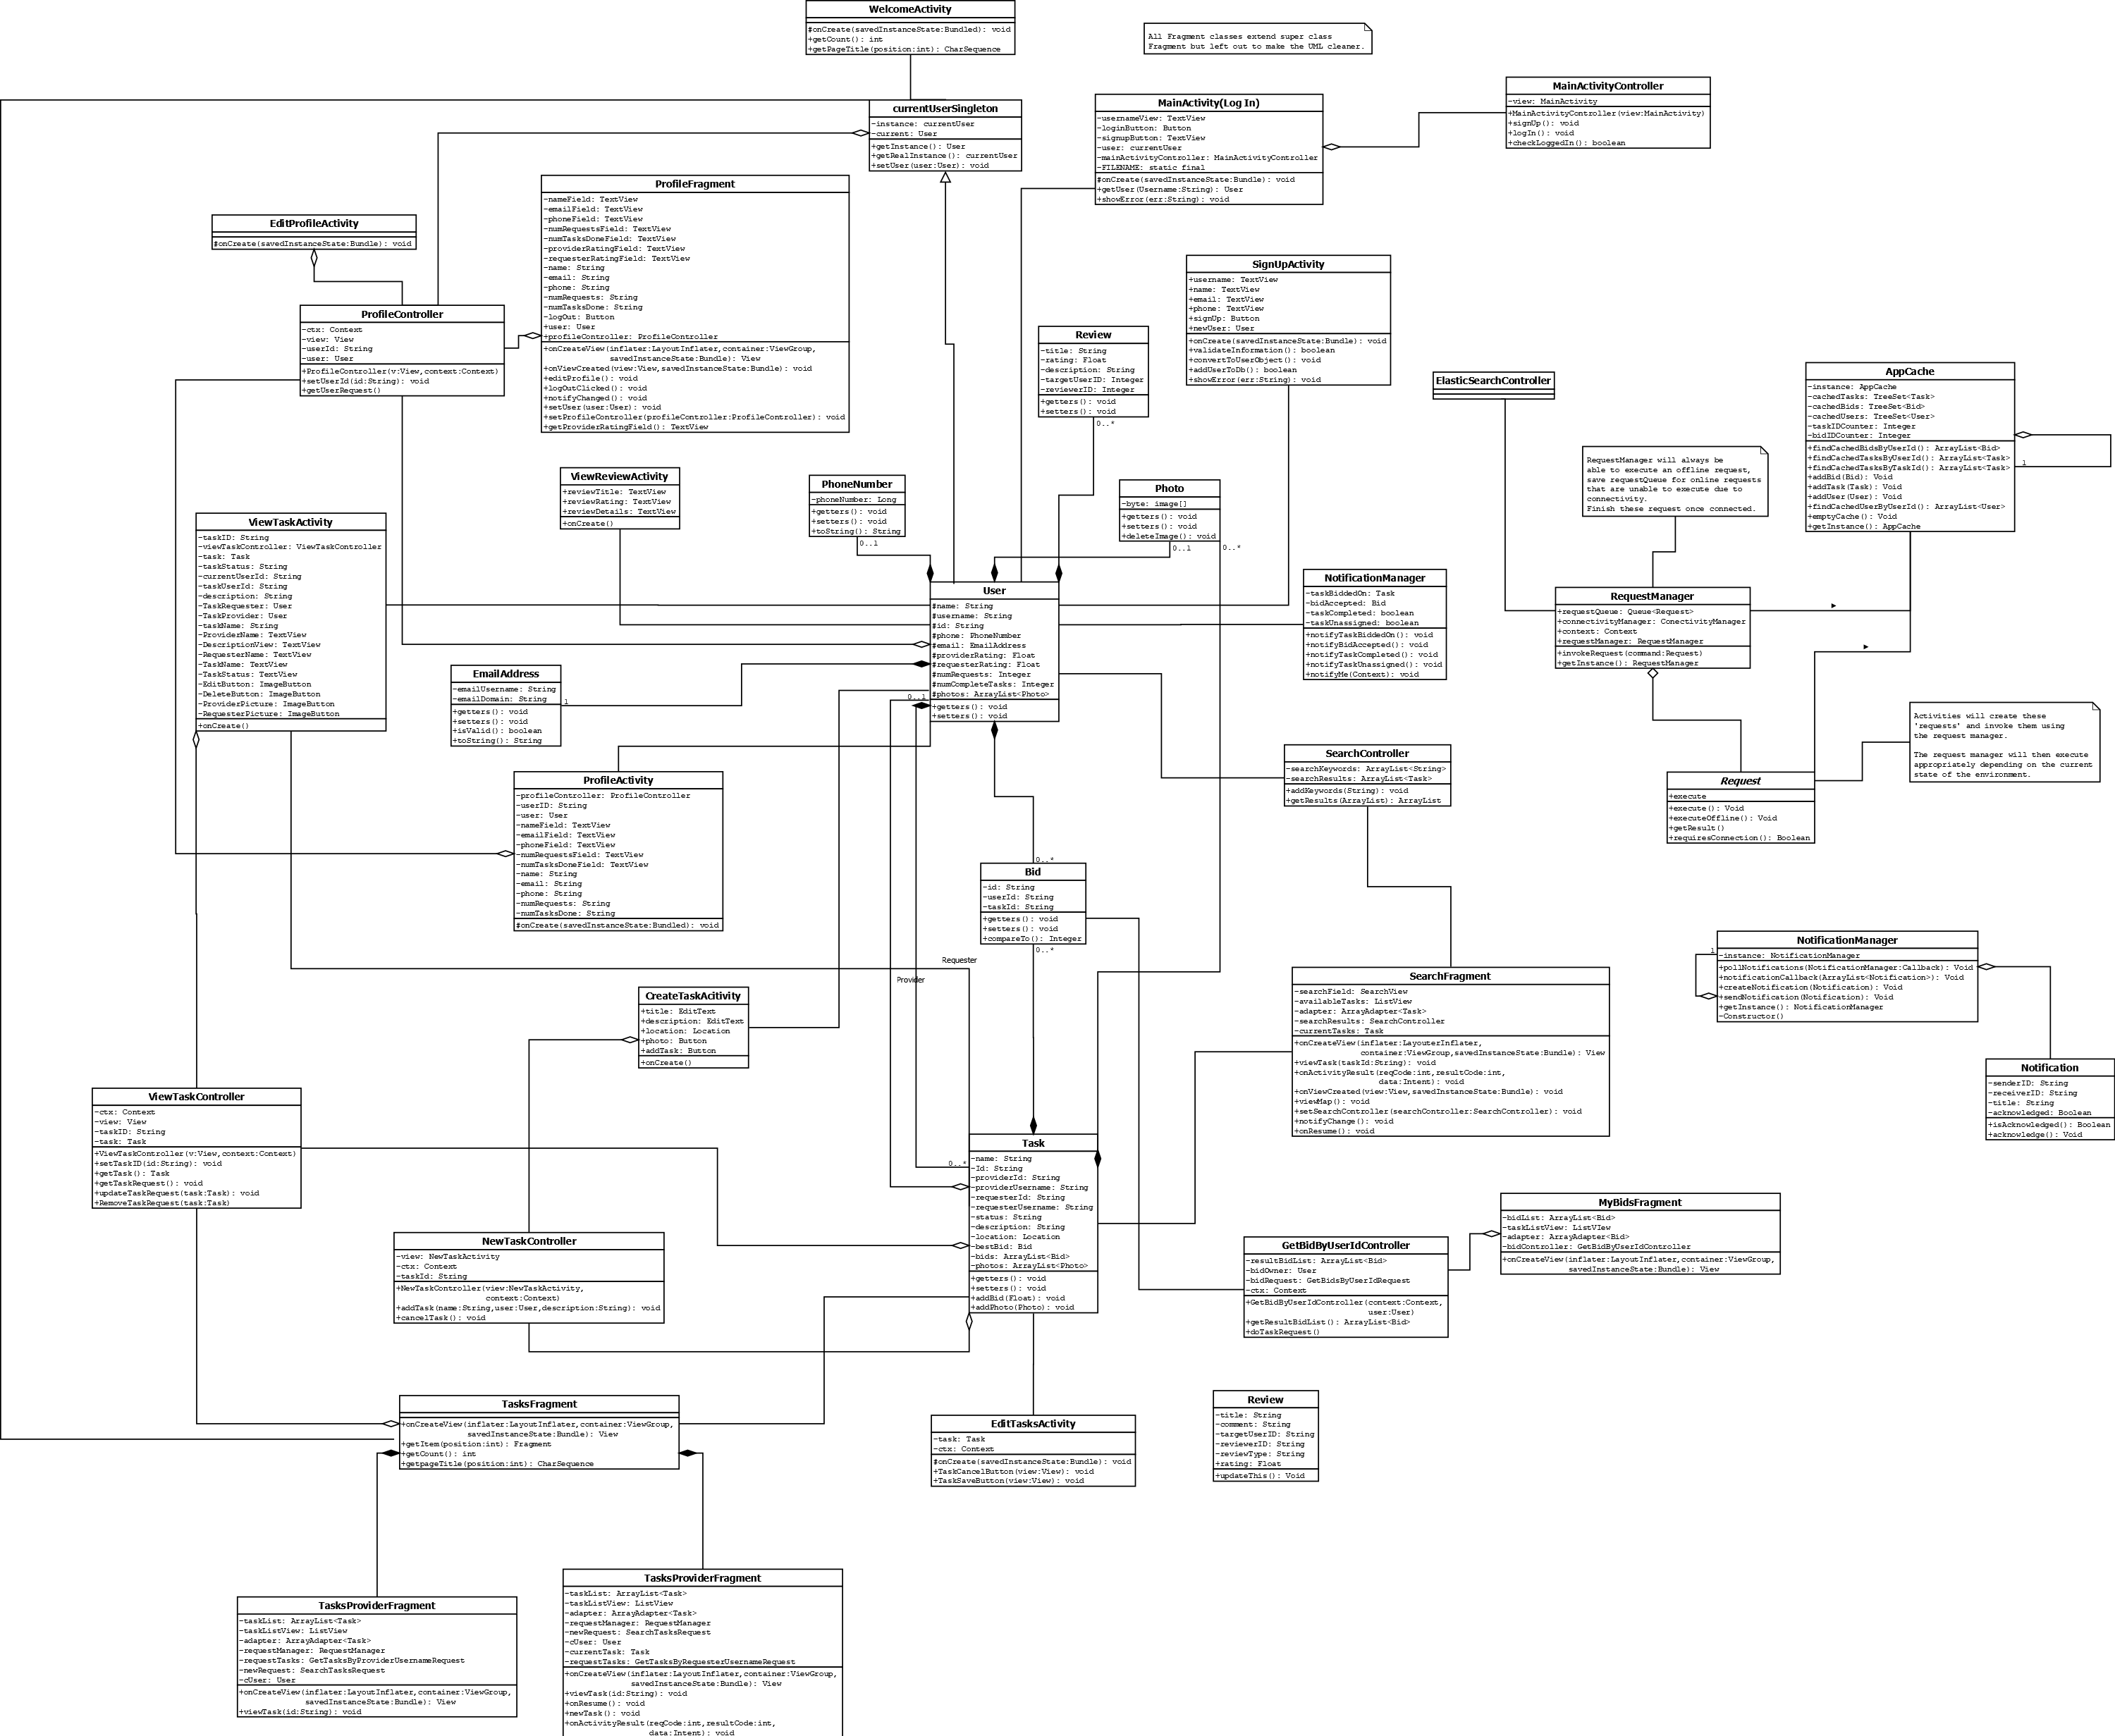 WelcomeActivity
#onCreate(savedInstanceState:Bundled): void
+getCount(): int
+getPageTitle(position:int): CharSequence
All Fragment classes extend super class
Fragment but left out to make the UML cleaner.
MainActivityController
-view: MainActivity
+MainActivityController(view:MainActivity)
+signUp(): void
+logIn(): void
+checkLoggedIn(): boolean
currentUserSingleton
-instance: currentUser
-current: User
+getInstance(): User
+getRealInstance(): currentUser
+setUser(user:User): void
MainActivity(Log In)
-usernameView: TextView
-loginButton: Button
-signupButton: TextView
-user: currentUser
-mainActivityController: MainActivityController
-FILENAME: static final
#onCreate(savedInstanceState:Bundle): void
+getUser(Username:String): User
+showError(err:String): void
ProfileFragment
-nameField: TextView
-emailField: TextView
-phoneField: TextView
-numRequestsField: TextView
-numTasksDoneField: TextView
-providerRatingField: TextView
-requesterRatingField: TextView
-name: String
-email: String
-phone: String
-numRequests: String
-numTasksDone: String
-logOut: Button
+user: User
+profileController: ProfileController
+onCreateView(inflater:LayoutInflater,container:ViewGroup,
savedInstanceState:Bundle): View
+onViewCreated(view:View,savedInstanceState:Bundle): void
+editProfile(): void
+logOutClicked(): void
+notifyChanged(): void
+setUser(user:User): void
+setProfileController(profileController:ProfileController): void
+getProviderRatingField(): TextView
EditProfileActivity
#onCreate(savedInstanceState:Bundle): void
ProfileController
-ctx: Context
-view: View
-userId: String
-user: User
+ProfileController(v:View,context:Context)
+setUserId(id:String): void
+getUserRequest()
SignUpActivity
+username: TextView
+name: TextView
+email: TextView
+phone: TextView
+signUp: Button
+newUser: User
+onCreate(savedInstanceState:Bundle): void
+validateInformation(): boolean
+convertToUserObject(): void
+addUserToDb(): boolean
+showError(err:String): void
Review
-title: String
-rating: Float
-description: String
-targetUserID: Integer
-reviewerID: Integer
+getters(): void
+setters(): void
0..*
ElasticSearchController
AppCache
-instance: AppCache
-cachedTasks: TreeSet<Task>
-cachedBids: TreeSet<Bid>
-cachedUsers: TreeSet<User>
-taskIDCounter: Integer
-bidIDCounter: Integer
+findCachedBidsByUserId(): ArrayList<Bid>
+findCachedTasksByUserId(): ArrayList<Task>
+findCachedTasksByTaskId(): ArrayList<Task>
+addBid(Bid): Void
+addTask(Task): Void
+addUser(User): Void
+findCachedUserByUserId(): ArrayList<User>
+emptyCache(): Void
+getInstance(): AppCache
1
RequestManager will always be
able to execute an offline request,
save requestQueue for online requests
that are unable to execute due to
connectivity.
Finish these request once connected.
ViewReviewActivity
+reviewTitle: TextView
+reviewRating: TextView
+reviewDetails: TextView
+onCreate()
PhoneNumber
-phoneNumber: Long
+getters(): void
+setters(): void
+toString(): String
0..1
Photo
-byte: image[]
+getters(): void
+setters(): void
+deleteImage(): void
0..1
0..*
ViewTaskActivity
-taskID: String
-viewTaskController: ViewTaskController
-task: Task
-taskStatus: String
-currentUserId: String
-taskUserId: String
-description: String
-TaskRequester: User
-TaskProvider: User
-taskName: String
-ProviderName: TextView
-DescriptionView: TextView
-RequesterName: TextView
-TaskName: TextView
-TaskStatus: TextView
-EditButton: ImageButton
-DeleteButton: ImageButton
-ProviderPicture: ImageButton
-RequesterPicture: ImageButton
+onCreate()
User
#name: String
#username: String
#id: String
#phone: PhoneNumber
#email: EmailAddress
#providerRating: Float
#requesterRating: Float
#numRequests: Integer
#numCompleteTasks: Integer
#photos: ArrayList<Photo>
+getters(): void
+setters(): void
0..1
NotificationManager
-taskBiddedOn: Task
-bidAccepted: Bid
-taskCompleted: boolean
-taskUnassigned: boolean
+notifyTaskBiddedOn(): void
+notifyBidAccepted(): void
+notifyTaskCompleted(): void
+notifyTaskUnassigned(): void
+notifyMe(Context): void
RequestManager
+requestQueue: Queue<Request>
+connectivityManager: ConectivityManager
+context: Context
+requestManager: RequestManager
+invokeRequest(command:Request)
+getInstance(): RequestManager
EmailAddress
-emailUsername: String
-emailDomain: String
+getters(): void
+setters(): void
+isValid(): boolean
+toString(): String
1
Activities will create these
'requests' and invoke them using
the request manager.
The request manager will then execute
appropriately depending on the current
state of the environment.
Request
+execute
+execute(): Void
+executeOffline(): Void
+getResult()
+requiresConnection(): Boolean
SearchController
-searchKeywords: ArrayList<String>
-searchResults: ArrayList<Task>
+addKeywords(String): void
+getResults(ArrayList): ArrayList
ProfileActivity
-profileController: ProfileController
-userID: String
-user: User
-nameField: TextView
-emailField: TextView
-phoneField: TextView
-numRequestsField: TextView
-numTasksDoneField: TextView
-name: String
-email: String
-phone: String
-numRequests: String
-numTasksDone: String
#onCreate(savedInstanceState:Bundled): void
0..*
Bid
-id: String
-userId: String
-taskId: String
+getters(): void
+setters(): void
+compareTo(): Integer
0..*
Requester
Provider
CreateTaskAcitivity
+title: EditText
+description: EditText
+location: Location
+photo: Button
+addTask: Button
+onCreate()
SearchFragment
-searchField: SearchView
-availableTasks: ListView
-adapter: ArrayAdapter<Task>
-searchResults: SearchController
-currentTasks: Task
+onCreateView(inflater:LayouterInflater,
container:ViewGroup,savedInstanceState:Bundle): View
+viewTask(taskId:String): void
+onActivityResult(reqCode:int,resultCode:int,
data:Intent): void
+onViewCreated(view:View,savedInstanceState:Bundle): void
+viewMap(): void
+setSearchController(searchController:SearchController): void
+notifyChange(): void
+onResume(): void
NotificationManager
1
-instance: NotificationManager
+pollNotifications(NotificationManager:Callback): Void
+notificationCallback(ArrayList<Notification>): Void
+createNotification(Notification): Void
+sendNotification(Notification): Void
+getInstance(): NotificationManager
-Constructor()
Notification
-senderID: String
-receiverID: String
-title: String
-acknowledged: Boolean
+isAcknowledged(): Boolean
+acknowledge(): Void
ViewTaskController
-ctx: Context
-view: View
-taskID: String
-task: Task
+ViewTaskController(v:View,context:Context)
+setTaskID(id:String): void
+getTask(): Task
+getTaskRequest(): void
+updateTaskRequest(task:Task): void
+RemoveTaskRequest(task:Task)
Task
-name: String
-Id: String
-providerId: String
-providerUsername: String
-requesterId: String
-requesterUsername: String
-status: String
-description: String
-location: Location
-bestBid: Bid
-bids: ArrayList<Bid>
-photos: ArrayList<Photo>
+getters(): void
+setters(): void
+addBid(Float): void
+addPhoto(Photo): void
0..*
NewTaskController
-view: NewTaskActivity
-ctx: Context
-taskId: String
+NewTaskController(view:NewTaskActivity,
context:Context)
+addTask(name:String,user:User,description:String): void
+cancelTask(): void
MyBidsFragment
-bidList: ArrayList<Bid>
-taskListView: ListVIew
-adapter: ArrayAdapter<Bid>
-bidController: GetBidByUserIdController
+onCreateView(inflater:LayoutInflater,container:ViewGroup,
savedInstanceState:Bundle): View
GetBidByUserIdController
-resultBidList: ArrayList<Bid>
-bidOwner: User
-bidRequest: GetBidsByUserIdRequest
-ctx: Context
+GetBidByUserIdController(context:Context,
user:User)
+getResultBidList(): ArrayList<Bid>
+doTaskRequest()
TasksFragment
+onCreateView(inflater:LayoutInflater,container:ViewGroup,
savedInstanceState:Bundle): View
+getItem(position:int): Fragment
+getCount(): int
+getpageTitle(position:int): CharSequence
EditTasksActivity
-task: Task
-ctx: Context
#onCreate(savedInstanceState:Bundle): void
+TaskCancelButton(view:View): void
+TaskSaveButton(view:View): void
Review
-title: String
-comment: String
-targetUserID: String
-reviewerID: String
-reviewType: String
-rating: Float
+updateThis(): Void
TasksProviderFragment
-taskList: ArrayList<Task>
-taskListView: ListView
-adapter: ArrayAdapter<Task>
-requestManager: RequestManager
-requestTasks: GetTasksByProviderUsernameRequest
-newRequest: SearchTasksRequest
-cUser: User
+onCreateView(inflater:LayoutInflater,container:ViewGroup,
savedInstanceState:Bundle): View
+viewTask(id:String): void
TasksProviderFragment
-taskList: ArrayList<Task>
-taskListView: ListView
-adapter: ArrayAdapter<Task>
-requestManager: RequestManager
-newRequest: SearchTasksRequest
-cUser: User
-currentTask: Task
-requestTasks: GetTasksByRequesterUsernameRequest
+onCreateView(inflater:LayoutInflater,container:ViewGroup,
savedInstanceState:Bundle): View
+viewTask(id:String): void
+onResume(): void
+newTask(): void
+onActivityResult(reqCode:int,resultCode:int,
data:Intent): void